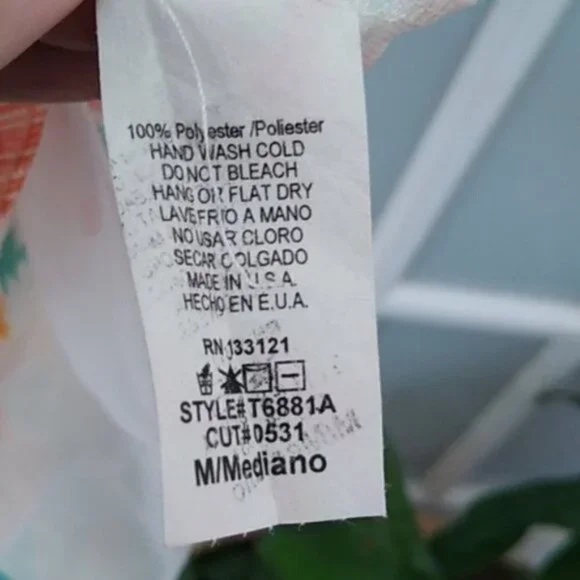 100% Polyester /Poliester
HAND WASH COLD
DO NOT BLEACH
HANG OR FLAT DRY
LAVE FRIO A MANO
NO USAR CLORO
SECAR COLGADO
MADE IN U.S.A.
HECHO EN E.U.A.
RN 133121
STYLE# T6881A
CUT#0531
M/Mediano